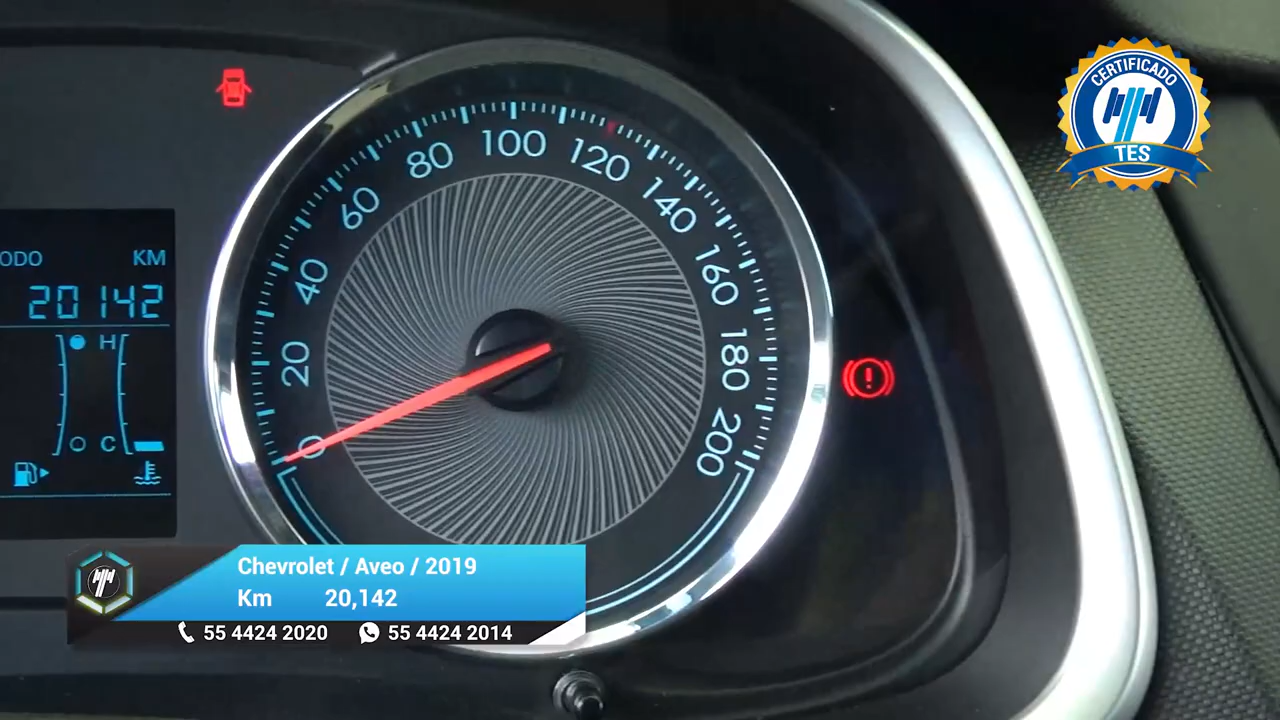 CERTIFICADO
TES
ODO KM
20142
H
C
0
20
40
60
80
100
120
140
160
180
200
Chevrolet / Aveo / 2019
Km 20,142
55 4424 2020 55 4424 2014